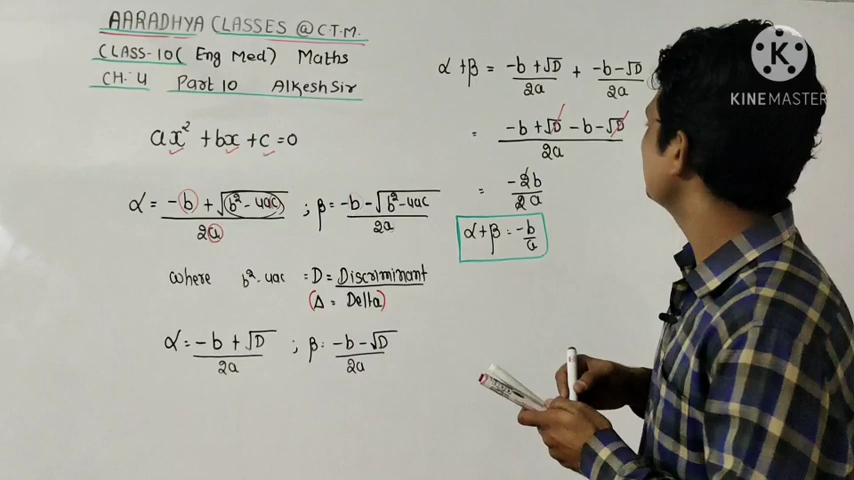 AARADHYA CLASSES @ C.T.M.
CLASS-10 ( Eng Med) Maths
CH: 4 Part 10 Alkesh Sir
ax² + bx + c = 0
α = (-b + √(b² - 4ac)) / 2a ; β = (-b - √(b² - 4ac)) / 2a
where b² - 4ac = D = Discriminant
(Δ = Delta)
α = (-b + √D) / 2a ; β = (-b - √D) / 2a
α + β = (-b + √D) / 2a + (-b - √D) / 2a
= (-b + √D - b - √D) / 2a
= -2b / 2a
α + β = -b / a
KINEMASTER